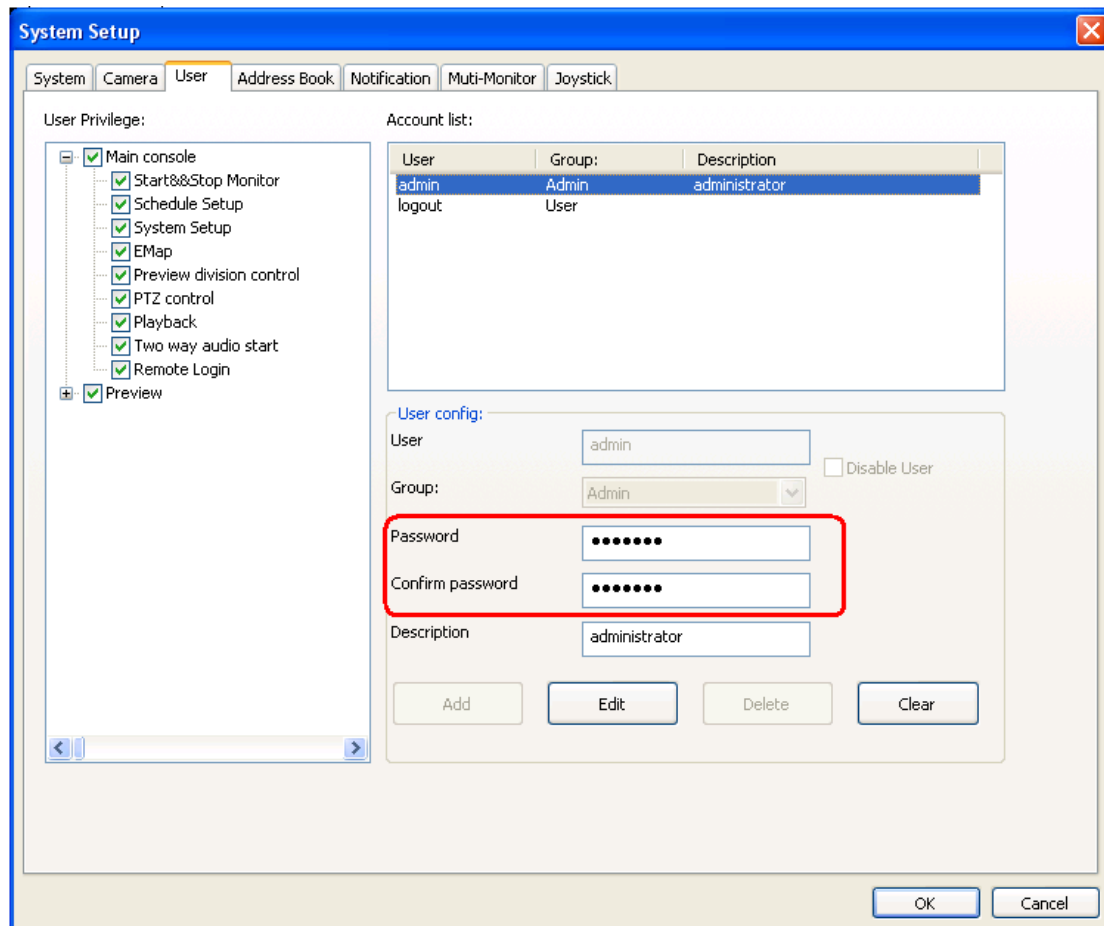 System Setup
System Camera User Address Book Notification Muti-Monitor Joystick
User Privilege:
Main console
Start&&Stop Monitor
Schedule Setup
System Setup
EMap
Preview division control
PTZ control
Playback
Two way audio start
Remote Login
Preview
Account list:
User Group: Description
admin Admin administrator
logout User
User config:
User admin
Disable User
Group: Admin
Password •••••••
Confirm password •••••••
Description administrator
Add Edit Delete Clear
OK Cancel